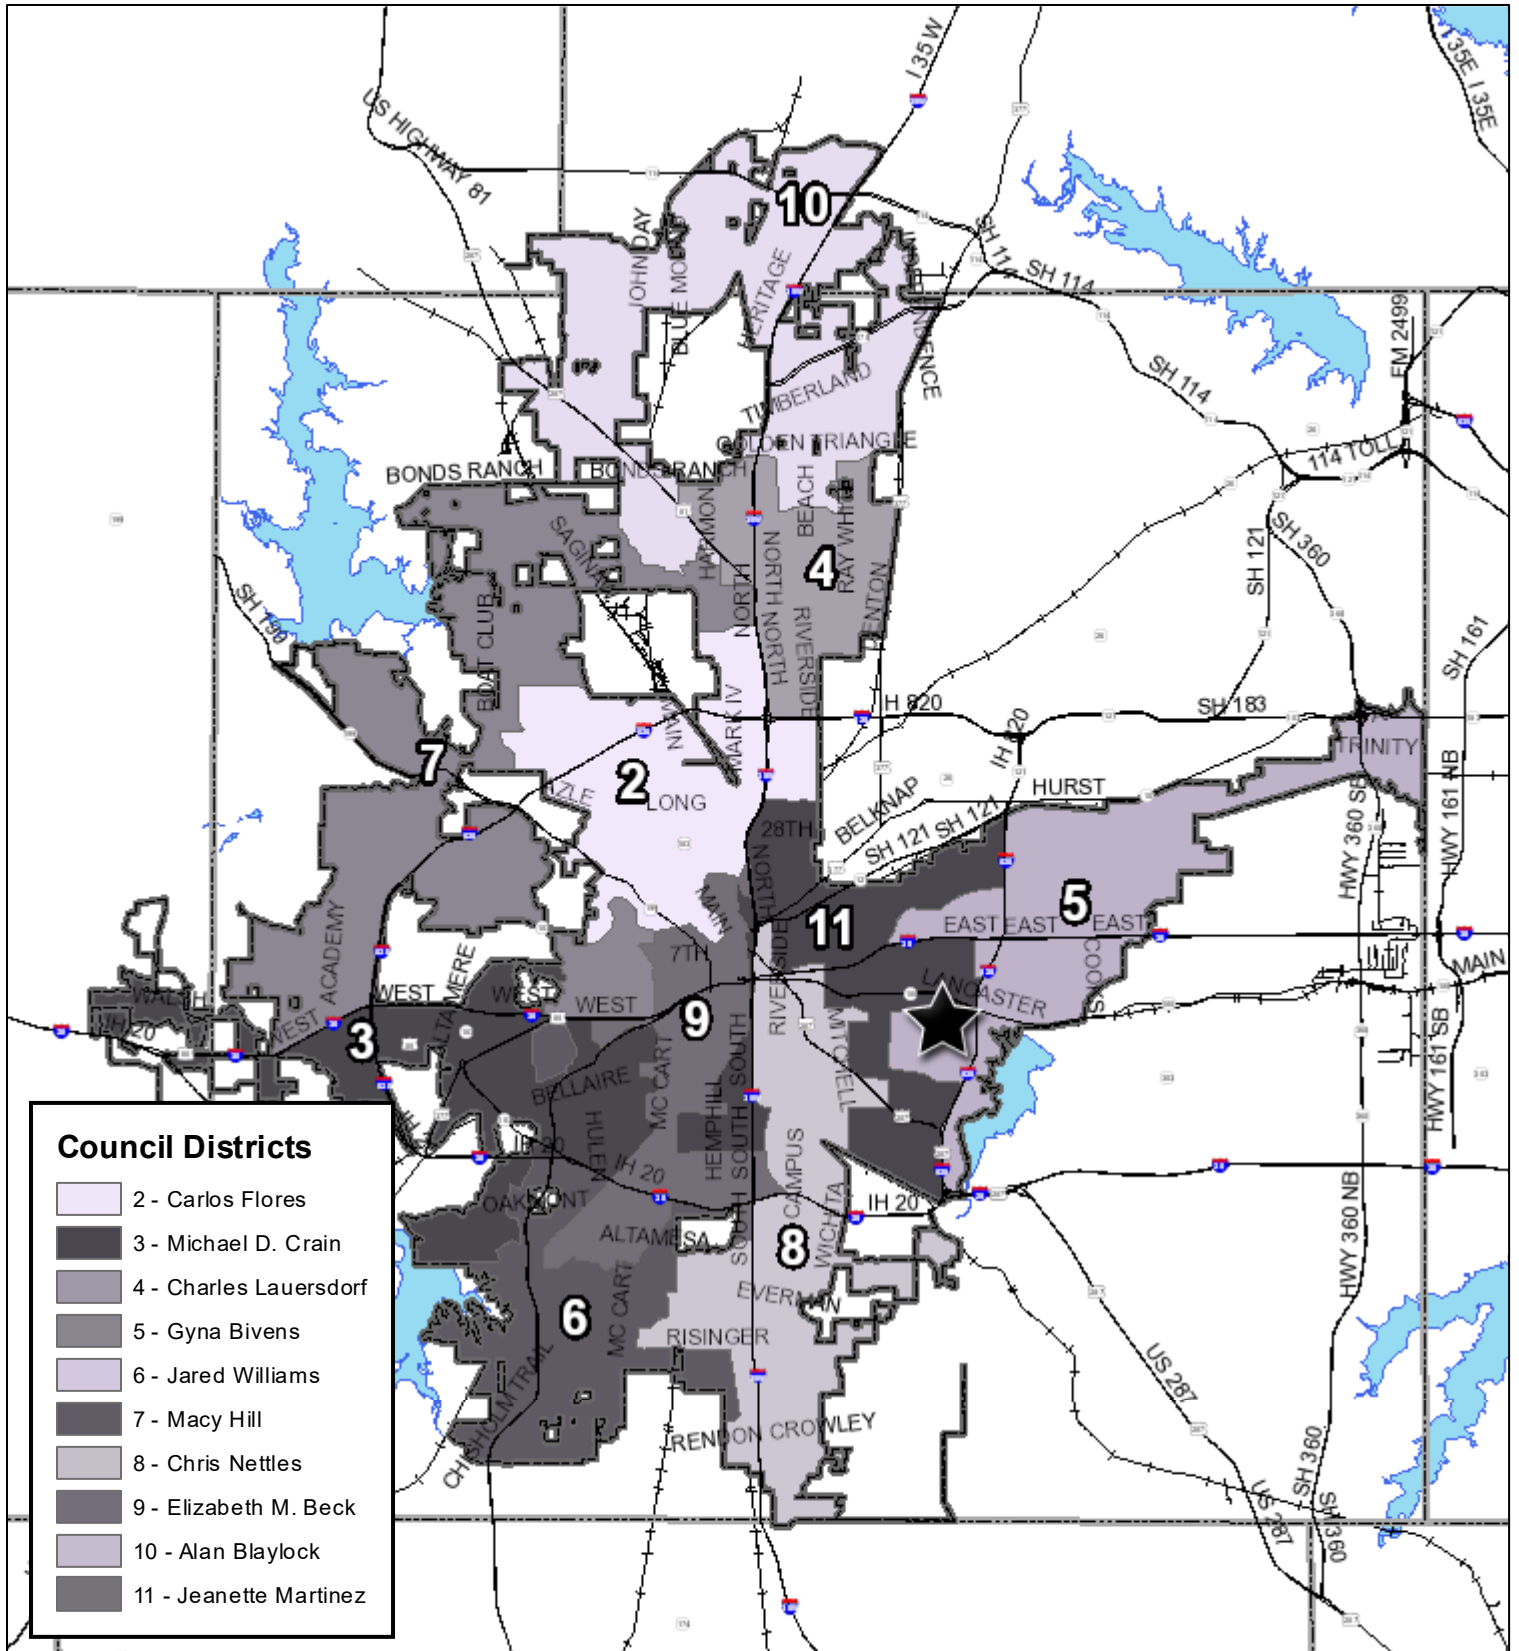 I 35W
I 35E
I 35E
US HIGHWAY 81
10
JOHN DAY
BLUE MOUND
HERITAGE
SH 114
SH 114
SH 114
FM 2499
TIMBERLAND
GOLDEN TRIANGLE
114 TOLL
BONDS RANCH
BONDS RANCH
HARMON
BEACH
RAY WHITE
SAGINAW
4
SH 121
SH 360
SH 199
BOAT CLUB
NORTH
NORTH
NORTH
RIVERSIDE
DENTON
SH 161
IH 820
SH 183
MARK IV
7
2
AZLE
LONG
IH 820
TRINITY
HURST
BELKNAP
SH 121
SH 121
28TH
HWY 360 SB
HWY 161 NB
NORTH
MAIN
11
5
EAST
EAST
EAST
ACADEMY
7TH
COOKS
MAIN
ALTAMERE
WEST
WEST
WEST
WEST
WALSH
IH 20
3
9
RIVERSIDE
LANCASTER
MITCHELL
HWY 161 SB
BELLAIRE
MC CART
HULEN
HEMPHILL
SOUTH
SOUTH
SOUTH
SOUTH
CAMPUS
WICHITA
IH 20
IH 20
IH 20
OAKMONT
ALTAMESA
8
HWY 360 NB
6
MC CART
EVERMAN
RISINGER
CHISHOLM TRAIL
RENDON CROWLEY
US 287
US 287
SH 360
SH 360
Council Districts
2 - Carlos Flores
3 - Michael D. Crain
4 - Charles Lauersdorf
5 - Gyna Bivens
6 - Jared Williams
7 - Macy Hill
8 - Chris Nettles
9 - Elizabeth M. Beck
10 - Alan Blaylock
11 - Jeanette Martinez